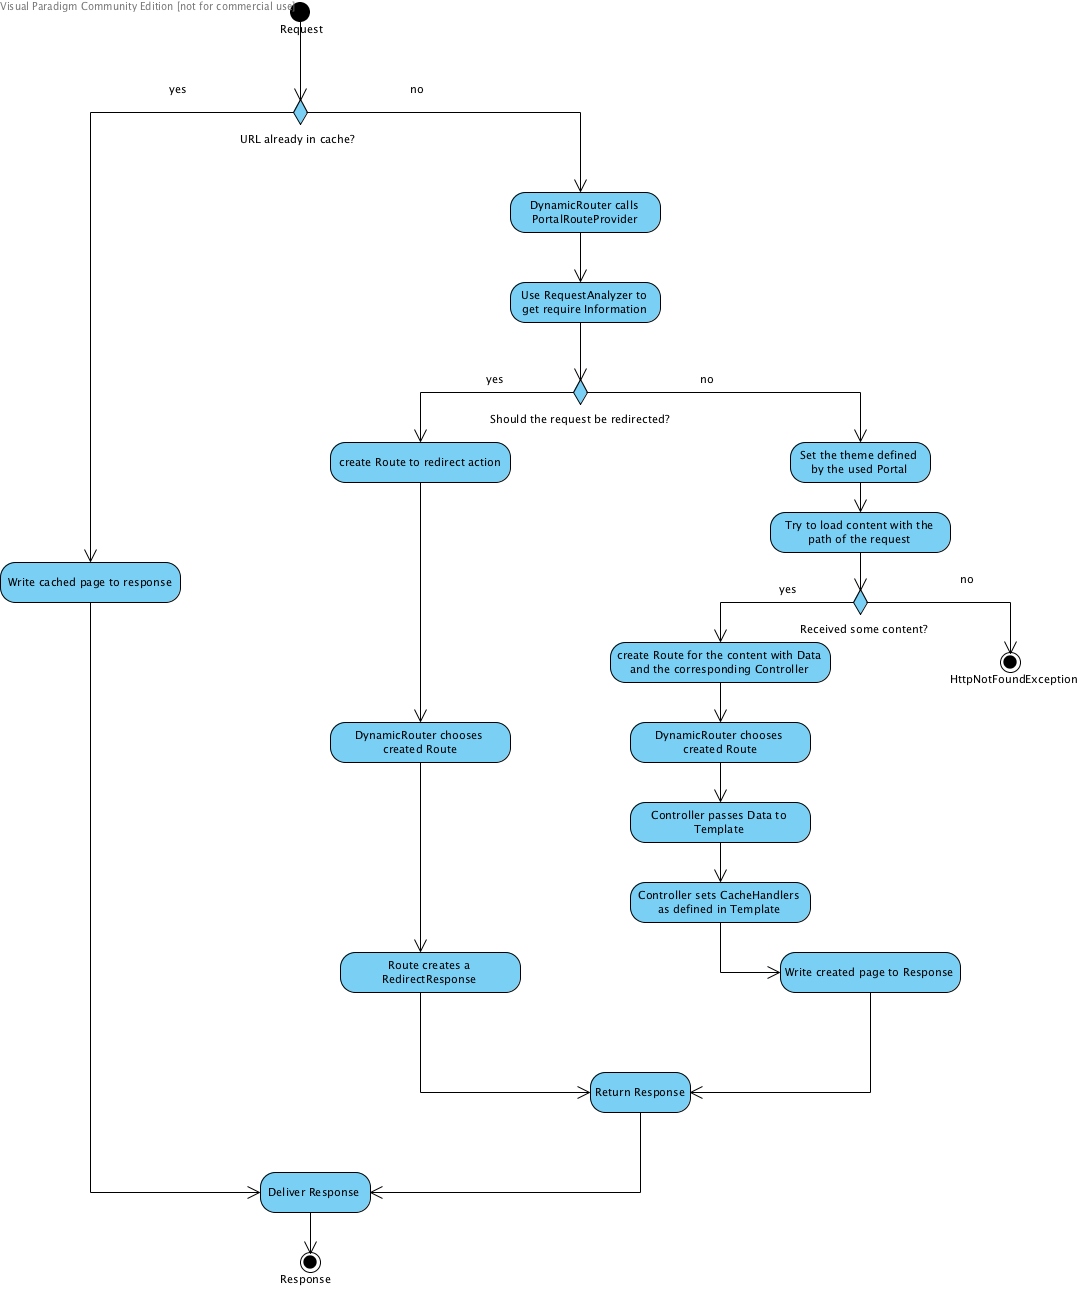 Visual Paradigm Community Edition [not for commercial use]
Request
yes
no
URL already in cache?
DynamicRouter calls
PortalRouteProvider
Use RequestAnalyzer to
get require Information
yes
no
Should the request be redirected?
create Route to redirect action
Set the theme defined
by the used Portal
Try to load content with the
path of the request
Write cached page to response
yes
no
Received some content?
create Route for the content with Data
and the corresponding Controller
HttpNotFoundException
DynamicRouter chooses
created Route
DynamicRouter chooses
created Route
Controller passes Data to
Template
Controller sets CacheHandlers
as defined in Template
Route creates a
RedirectResponse
Write created page to Response
Return Response
Deliver Response
Response